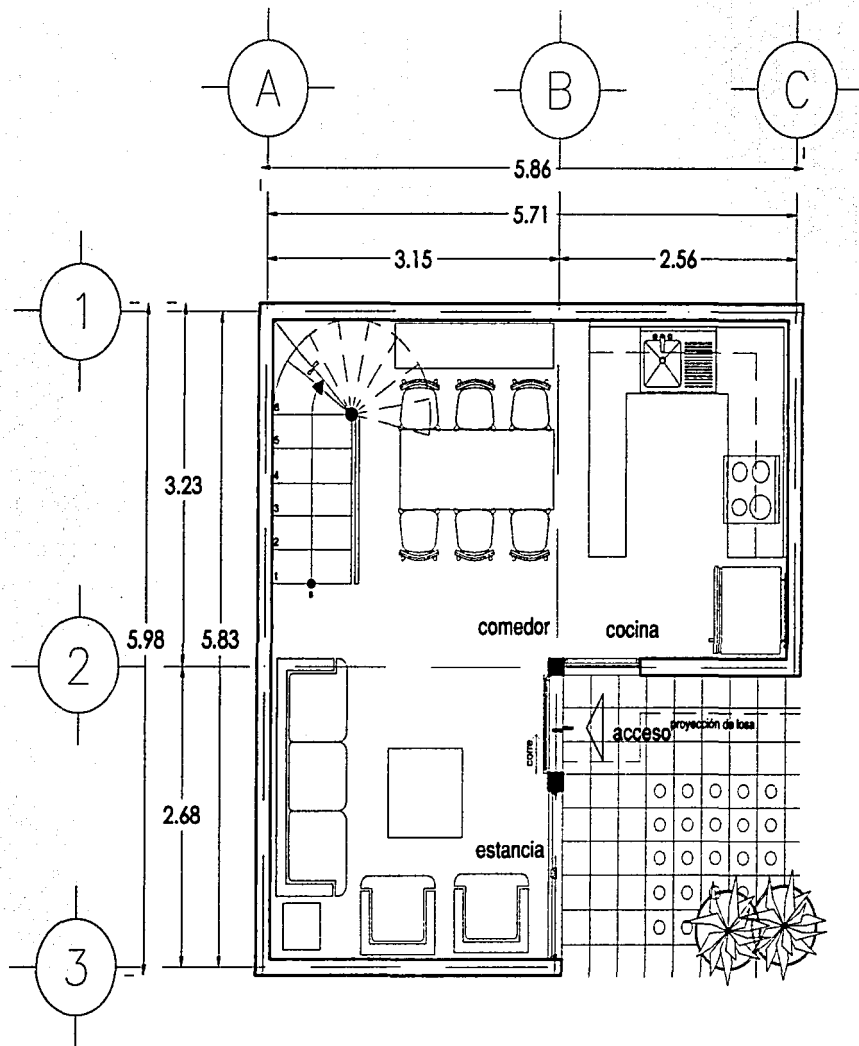 A
B
C
5.86
5.71
3.15
2.56
1
3.23
5.98
5.83
2
2.68
3
6
5
4
3
2
1
s
comedor
cocina
acceso
proyección de losa
corre
estancia